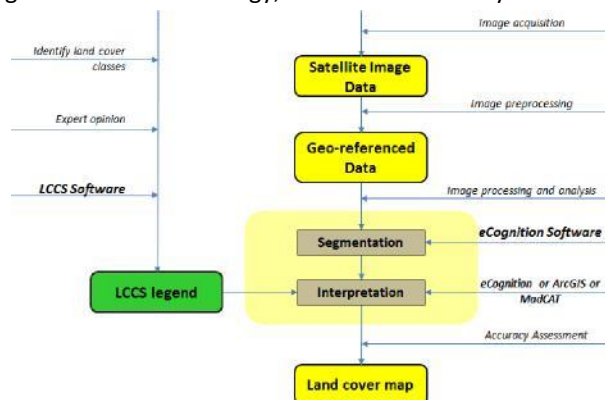 Image acquisition
Identify land cover
classes
Satellite Image
Data
Image preprocessing
Expert opinion
Geo-referenced
Data
LCCS Software
Image processing and analysis
Segmentation
eCognition Software
LCCS legend
Interpretation
eCognition or ArcGIS or
MadCAT
Accuracy Assessment
Land cover map